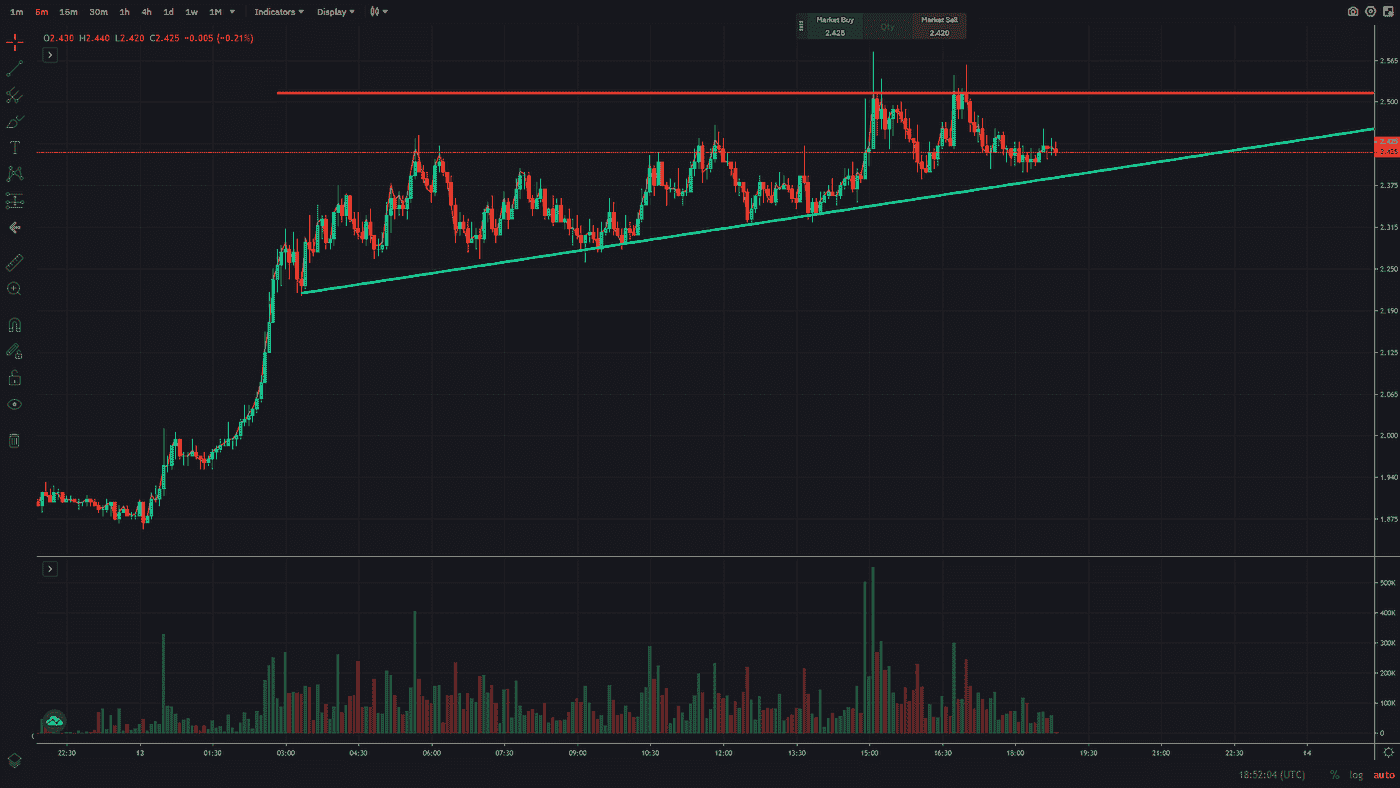 1m 5m 15m 30m 1h 4h 1d 1w 1M Indicators Display
Market Buy Qty Market Sell
2.425 2.420
O2.430 H2.440 L2.420 C2.425 −0.005 (−0.21%)
2.565
2.500
2.425
2.375
2.315
2.250
2.190
2.125
2.065
2.000
1.940
1.875
500K
400K
300K
200K
100K
0
22:30 13 01:30 03:00 04:30 06:00 07:30 09:00 10:30 12:00 13:30 15:00 16:30 18:00 19:30 21:00 22:30 14
18:52:04 (UTC) % log auto